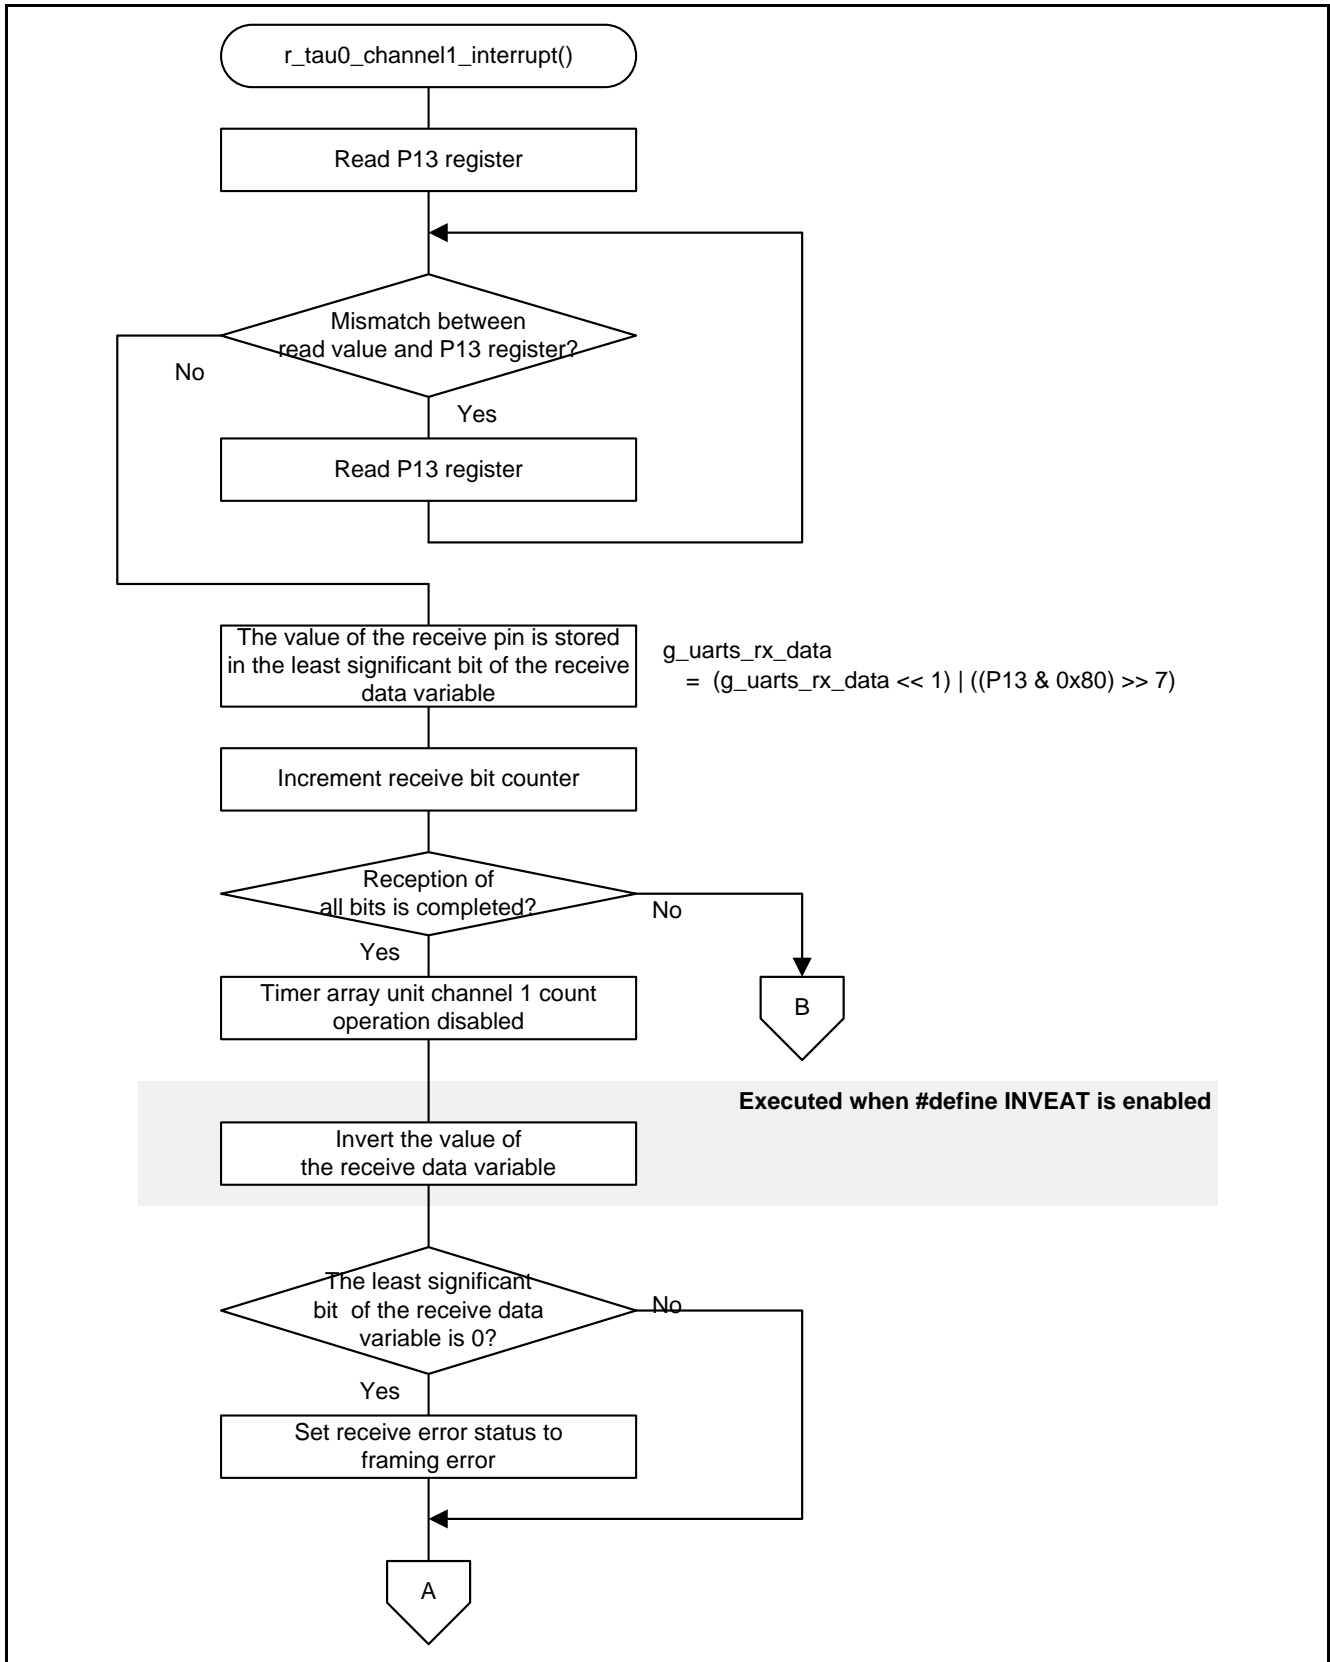 r_tau0_channel1_interrupt()
Read P13 register
Mismatch between
read value and P13 register?
No
Yes
Read P13 register
The value of the receive pin is stored
in the least significant bit of the receive
data variable
g_uarts_rx_data
= (g_uarts_rx_data << 1) | ((P13 & 0x80) >> 7)
Increment receive bit counter
Reception of
all bits is completed?
No
Yes
Timer array unit channel 1 count
operation disabled
B
Executed when #define INVEAT is enabled
Invert the value of
the receive data variable
The least significant
bit of the receive data
variable is 0?
No
Yes
Set receive error status to
framing error
A